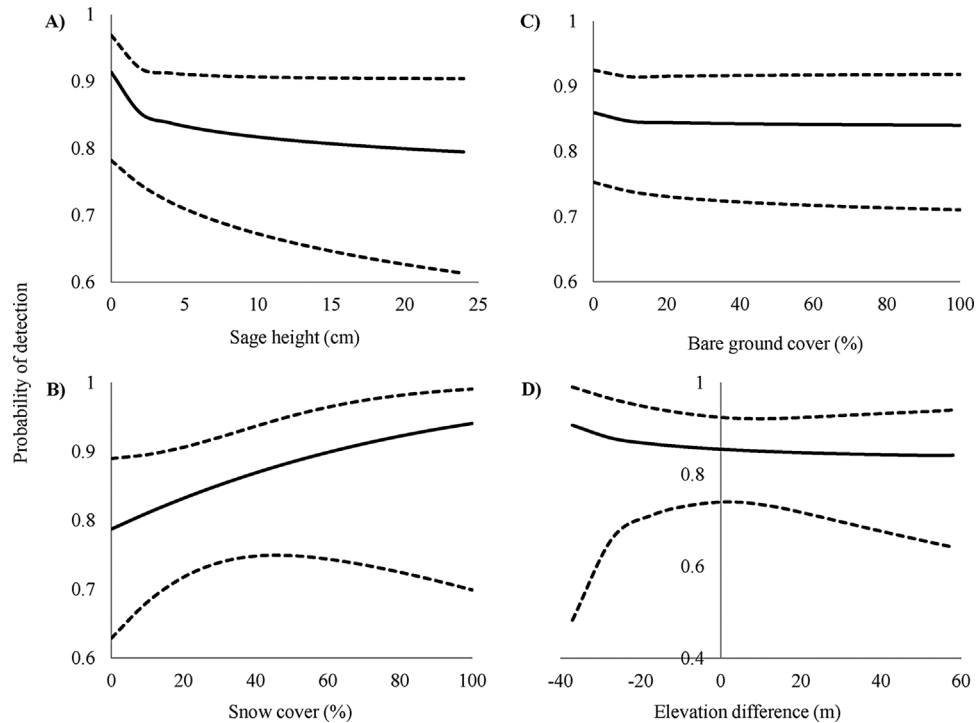 Probability of detection
A)
1
0.9
0.8
0.7
0.6
0 5 10 15 20 25
Sage height (cm)
C)
1
0.9
0.8
0.7
0.6
0 20 40 60 80 100
Bare ground cover (%)
B)
1
0.9
0.8
0.7
0.6
0 20 40 60 80 100
Snow cover (%)
D)
1
0.8
0.6
0.4
-40 -20 0 20 40 60
Elevation difference (m)